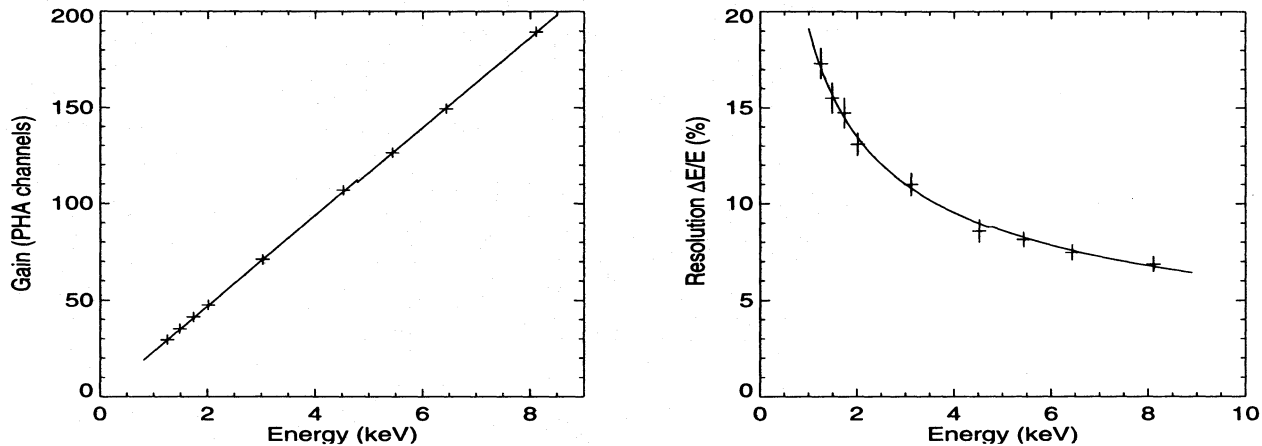 200
150
100
50
0
Gain (PHA channels)
0 2 4 6 8
Energy (keV)
20
15
10
5
0
Resolution ΔE/E (%)
0 2 4 6 8 10
Energy (keV)